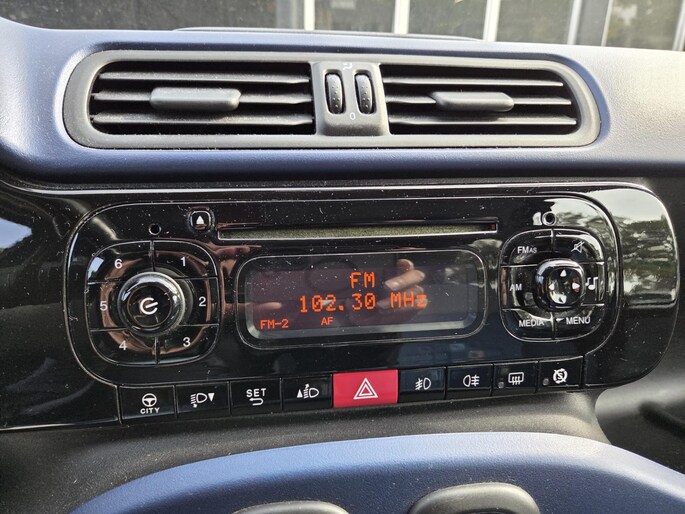 0
6
1
5
2
4
3
FM
102.30 MHz
FM-2
AF
FMAS
AM
MEDIA
MENU
CITY
SET